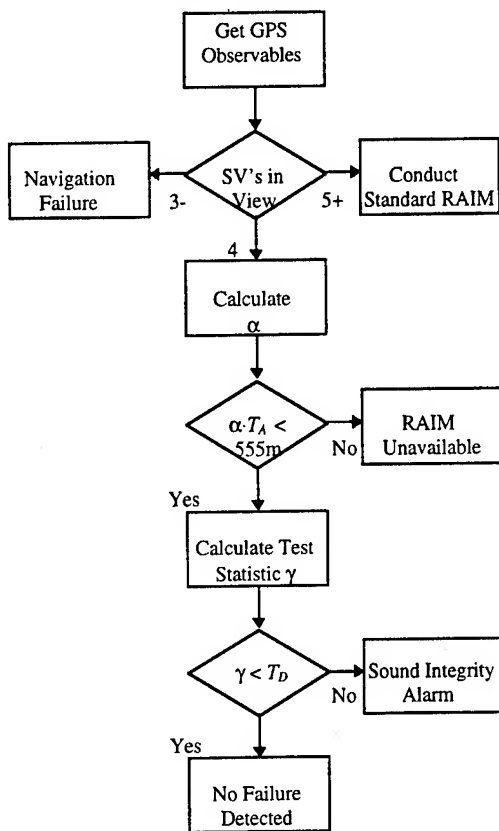 Get GPS
Observables
Navigation
Failure
3-
SV's in
View
5+
Conduct
Standard RAIM
4
Calculate
α
α·T_A <
555m
No
RAIM
Unavailable
Yes
Calculate Test
Statistic γ
γ < T_D
No
Sound Integrity
Alarm
Yes
No Failure
Detected